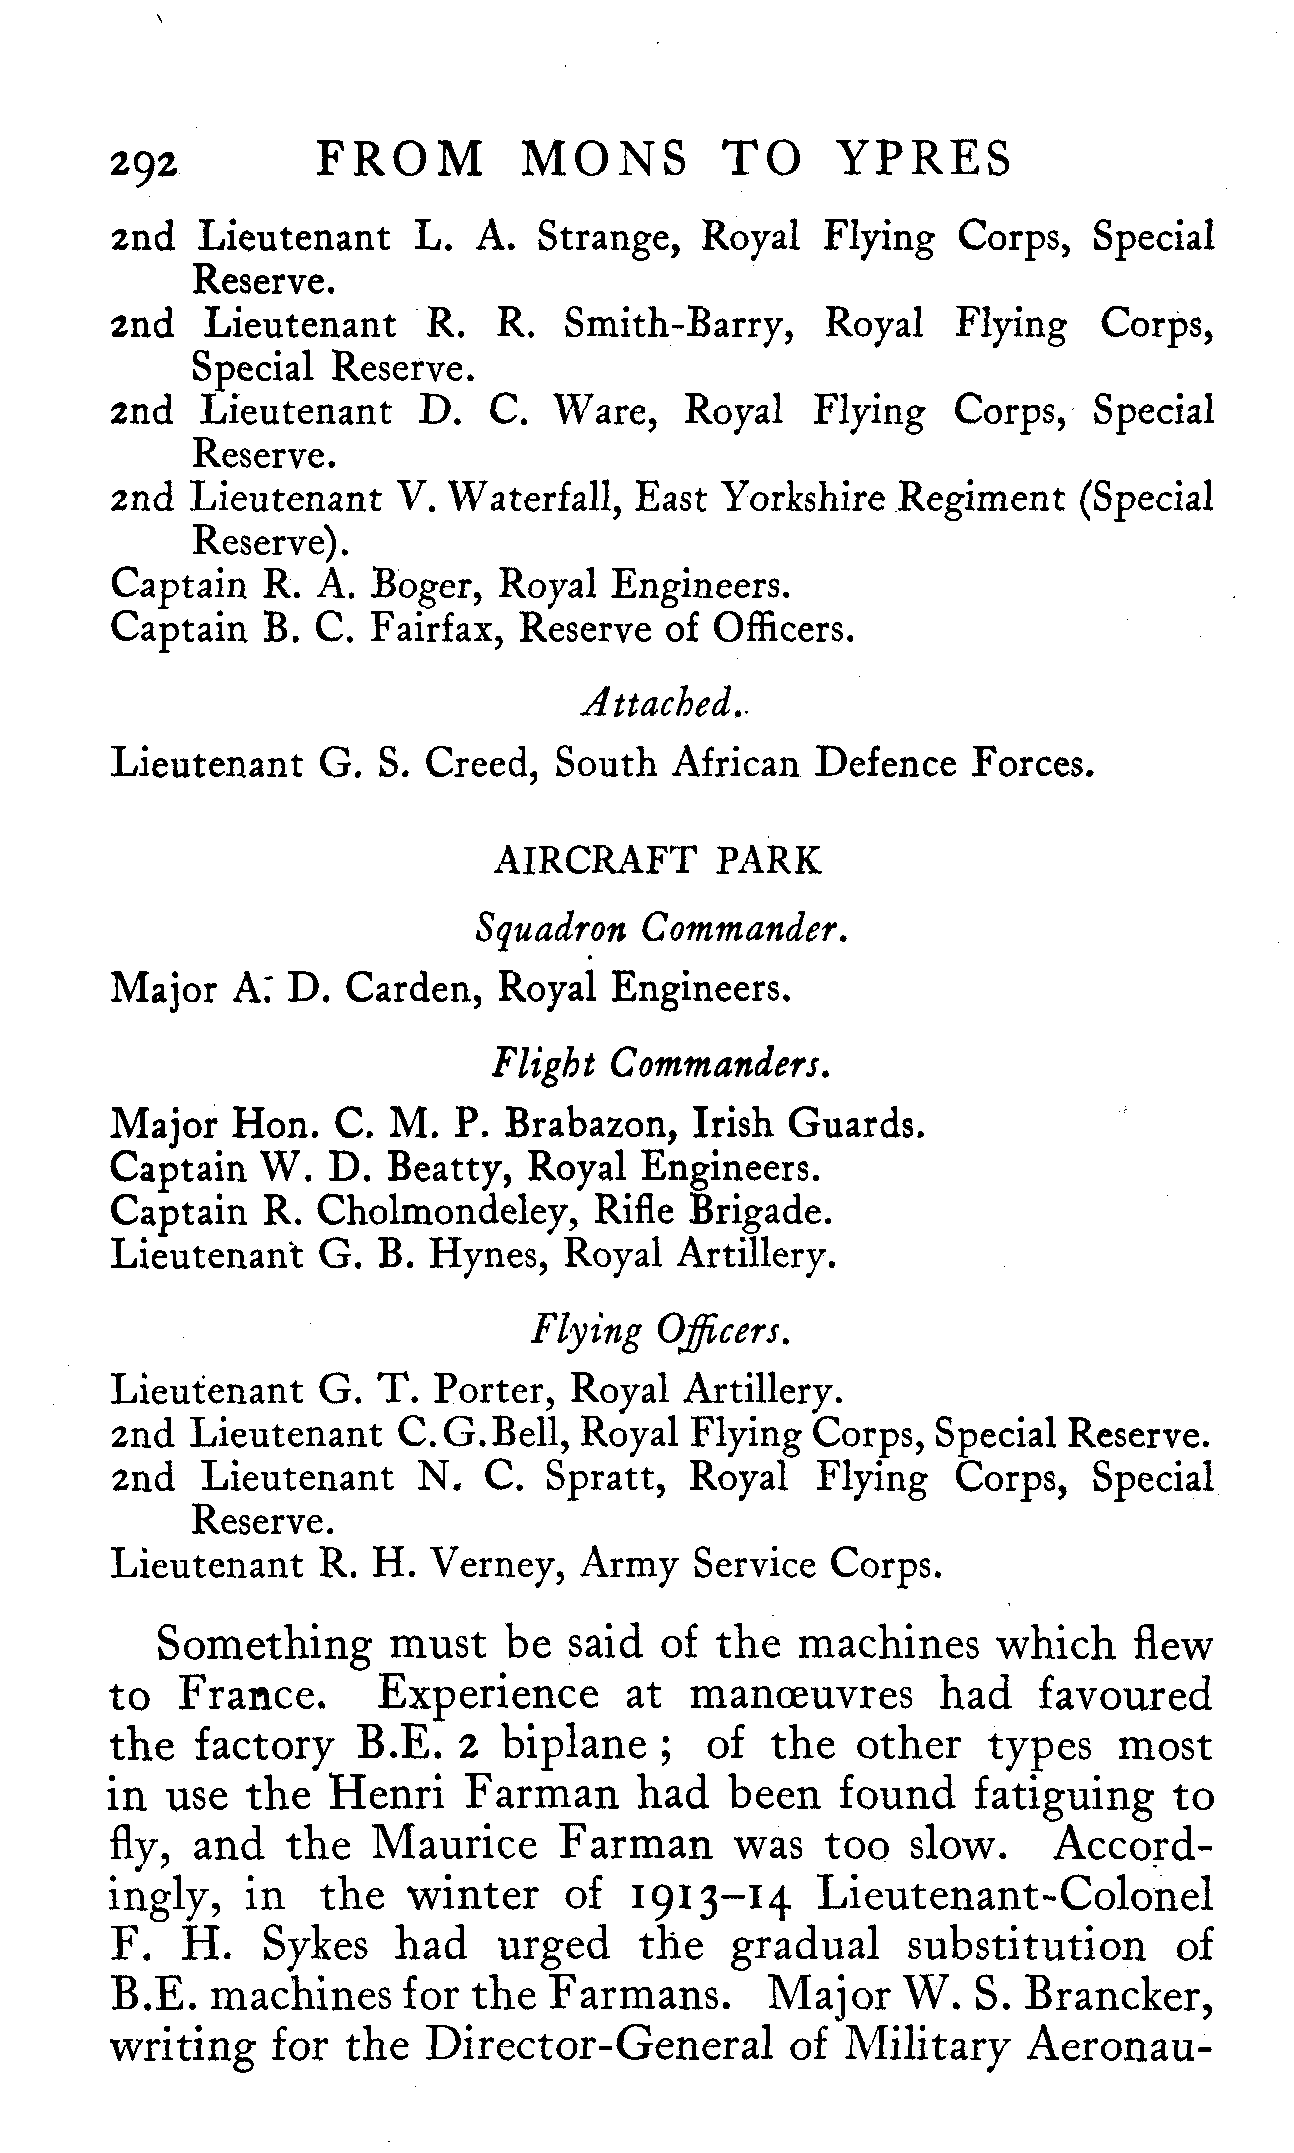 292 FROM MONS TO YPRES
2nd Lieutenant L. A. Strange, Royal Flying Corps, Special
Reserve.
2nd Lieutenant R. R. Smith-Barry, Royal Flying Corps,
Special Reserve.
2nd Lieutenant D. C. Ware, Royal Flying Corps, Special
Reserve.
2nd Lieutenant V. Waterfall, East Yorkshire Regiment (Special
Reserve).
Captain R. A. Boger, Royal Engineers.
Captain B. C. Fairfax, Reserve of Officers.
Attached.
Lieutenant G. S. Creed, South African Defence Forces.
AIRCRAFT PARK
Squadron Commander.
Major A. D. Carden, Royal Engineers.
Flight Commanders.
Major Hon. C. M. P. Brabazon, Irish Guards.
Captain W. D. Beatty, Royal Engineers.
Captain R. Cholmondeley, Rifle Brigade.
Lieutenant G. B. Hynes, Royal Artillery.
Flying Officers.
Lieutenant G. T. Porter, Royal Artillery.
2nd Lieutenant C. G. Bell, Royal Flying Corps, Special Reserve.
2nd Lieutenant N. C. Spratt, Royal Flying Corps, Special
Reserve.
Lieutenant R. H. Verney, Army Service Corps.
Something must be said of the machines which flew
to France. Experience at manœuvres had favoured
the factory B.E. 2 biplane ; of the other types most
in use the Henri Farman had been found fatiguing to
fly, and the Maurice Farman was too slow. Accord-
ingly, in the winter of 1913–14 Lieutenant-Colonel
F. H. Sykes had urged the gradual substitution of
B.E. machines for the Farmans. Major W. S. Brancker,
writing for the Director-General of Military Aeronau-